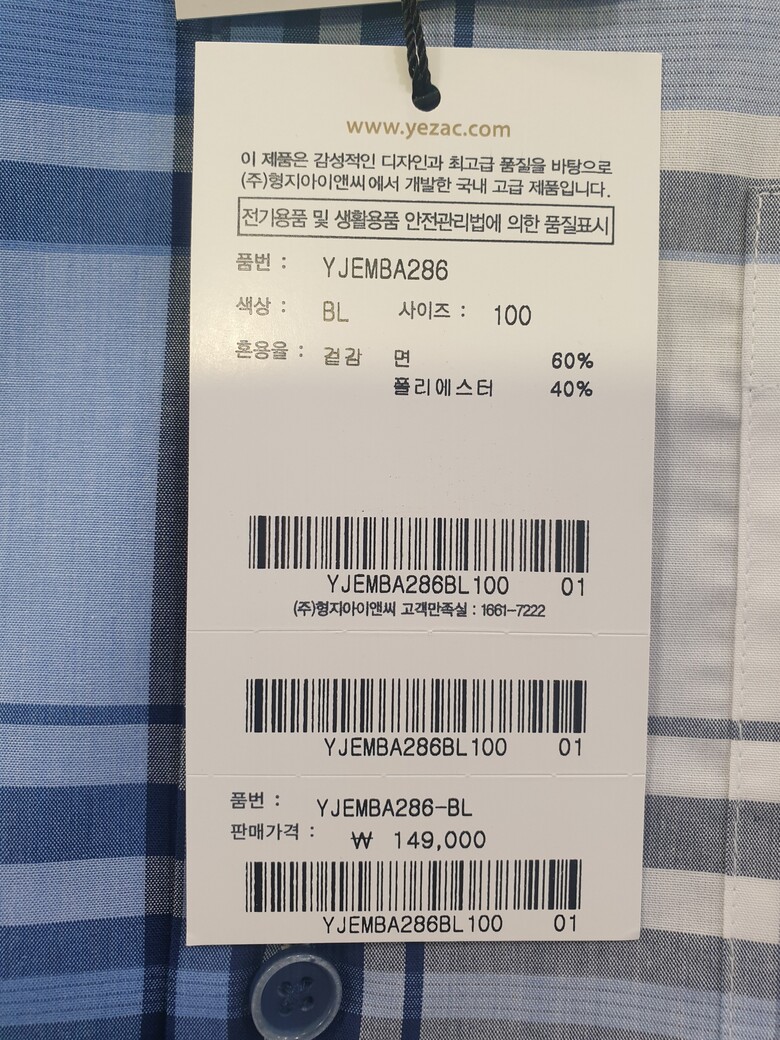 www.yezac.com
이 제품은 감성적인 디자인과 최고급 품질을 바탕으로
(주)형지아이앤씨에서 개발한 국내 고급 제품입니다.
전기용품 및 생활용품 안전관리법에 의한 품질표시
품번 : YJEMBA286
색상 : BL 사이즈 : 100
혼용율 : 겉감 면 60%
폴리에스터 40%
YJEMBA286BL100 01
(주)형지아이앤씨 고객만족실 : 1661-7222
YJEMBA286BL100 01
품번 : YJEMBA286-BL
판매가격 : ₩ 149,000
YJEMBA286BL100 01